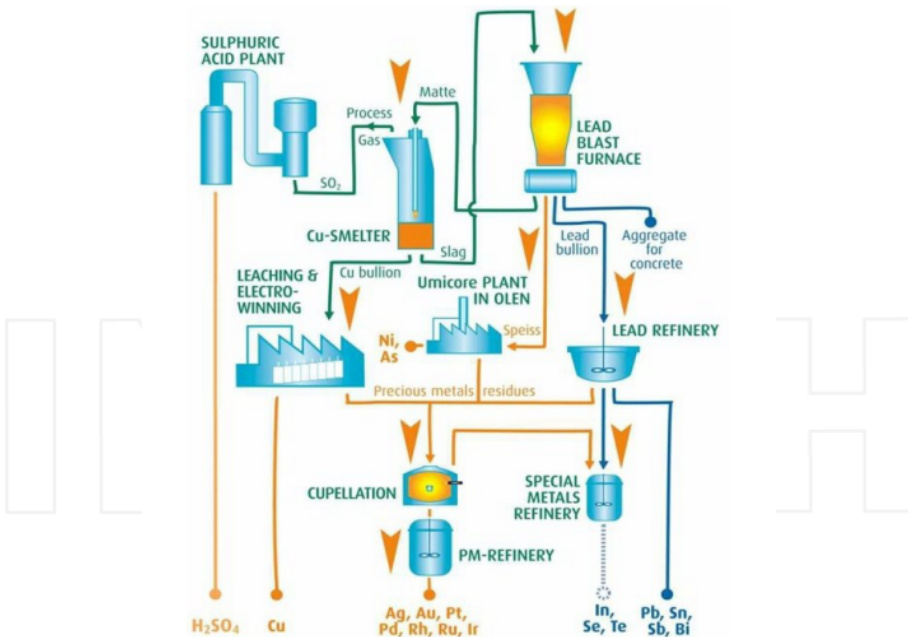 SULPHURIC
ACID PLANT
Matte
Process
Gas
SO₂
LEAD
BLAST
FURNACE
Cu-SMELTER
Slag
Lead
bullion
Aggregate
for
concrete
Cu bullion
LEACHING &
ELECTRO-
WINNING
Umicore PLANT
IN OLEN
Speiss
LEAD REFINERY
Ni,
As
Precious metals residues
CUPELLATION
SPECIAL
METALS
REFINERY
PM-REFINERY
H₂SO₄
Cu
Ag, Au, Pt,
Pd, Rh, Ru, Ir
In,
Se, Te
Pb, Sn,
Sb, Bi